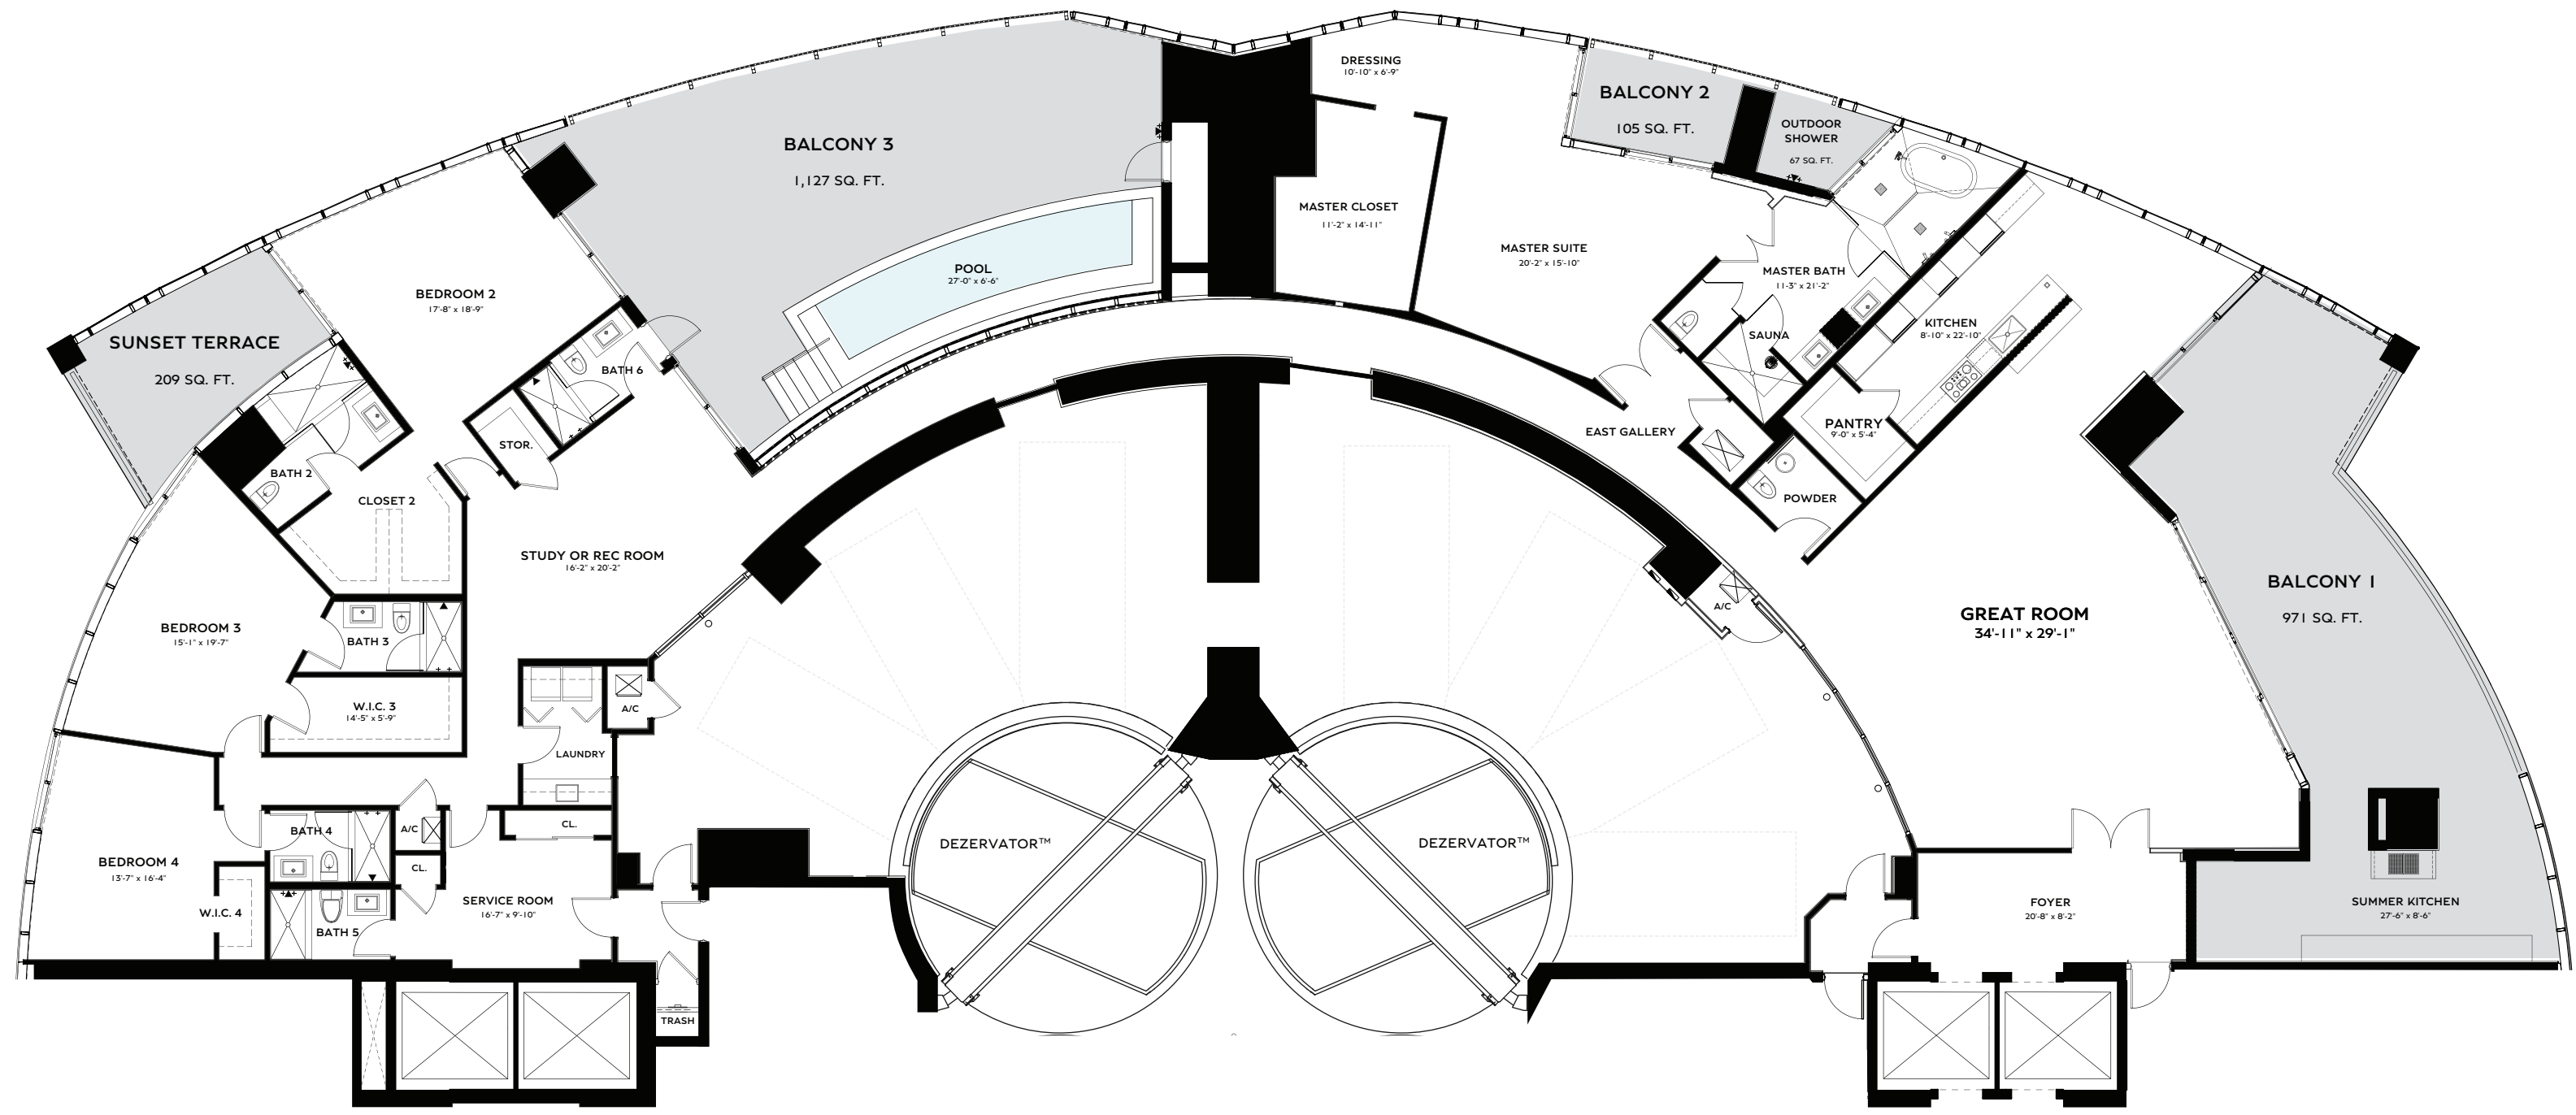 DRESSING
10'-10" x 6'-9"
BALCONY 2
105 SQ. FT.
OUTDOOR
SHOWER
67 SQ. FT.
BALCONY 3
1,127 SQ. FT.
MASTER CLOSET
11'-2" x 14'-11"
MASTER SUITE
20'-2" x 15'-10"
POOL
27'-0" x 6'-6"
MASTER BATH
11'-3" x 21'-2"
BEDROOM 2
17'-8" x 18'-9"
SUNSET TERRACE
209 SQ. FT.
KITCHEN
8'-10" x 22'-10"
SAUNA
BATH 6
PANTRY
9'-0" x 5'-4"
EAST GALLERY
STOR.
BATH 2
CLOSET 2
POWDER
STUDY OR REC ROOM
16'-2" x 20'-2"
BALCONY 1
971 SQ. FT.
A/C
GREAT ROOM
34'-11" x 29'-1"
BEDROOM 3
15'-1" x 19'-7"
BATH 3
W.I.C. 3
14'-5" x 5'-9"
A/C
LAUNDRY
CL.
BATH 4
A/C
DEZERVATOR™
DEZERVATOR™
BEDROOM 4
13'-7" x 16'-4"
CL.
SERVICE ROOM
16'-7" x 9'-10"
W.I.C. 4
BATH 5
FOYER
20'-8" x 8'-2"
SUMMER KITCHEN
27'-6" x 8'-6"
TRASH